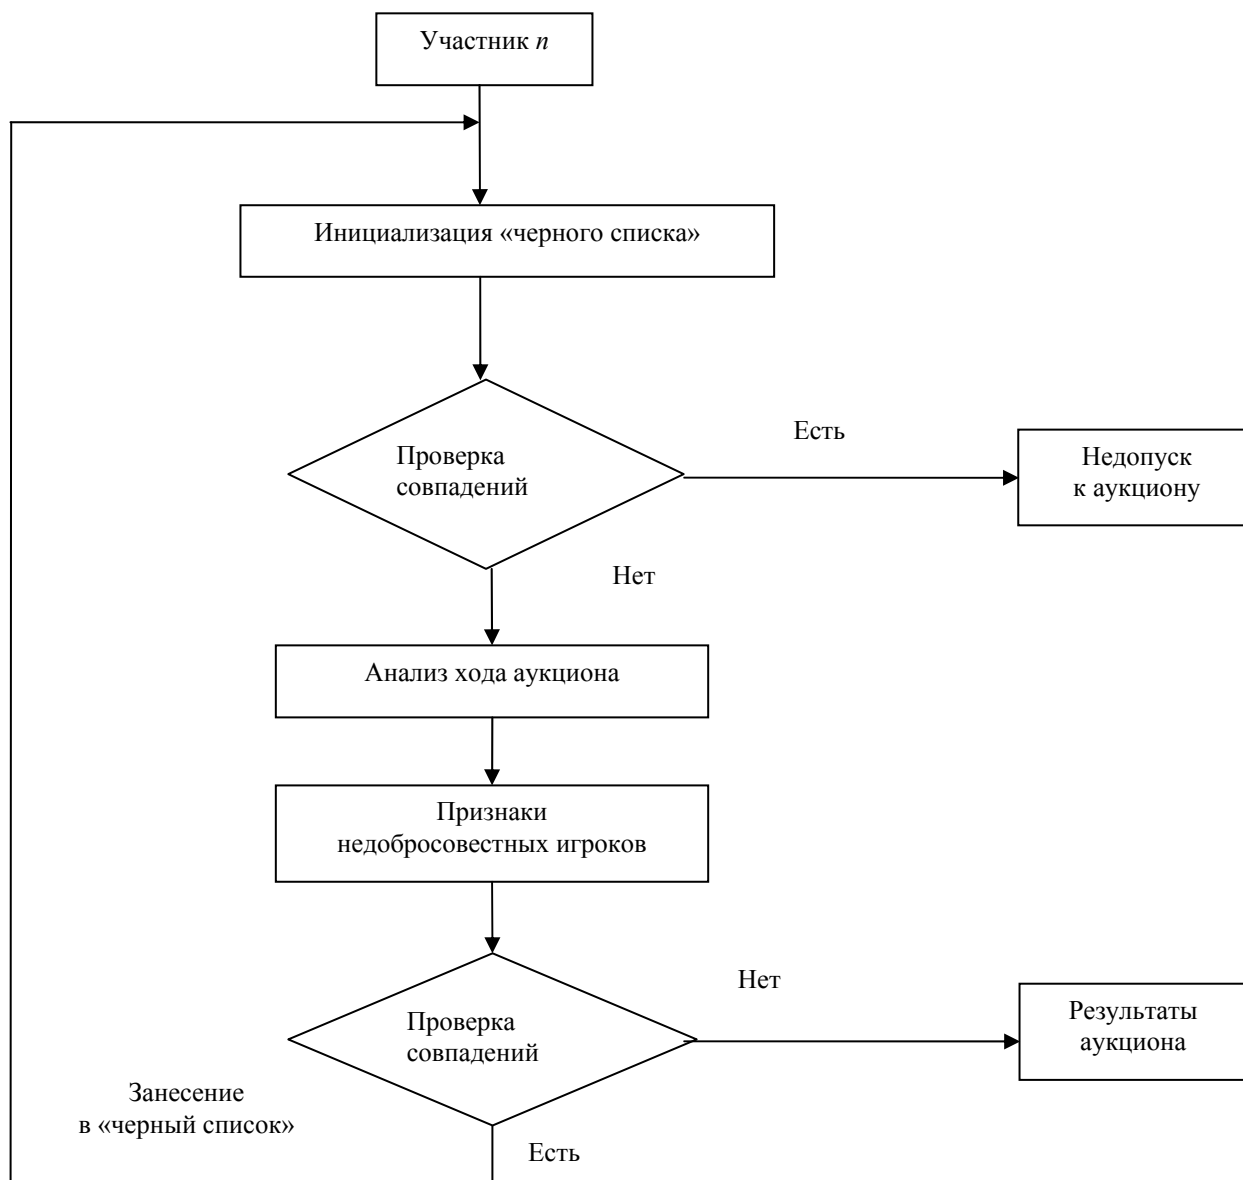 Участник n
Инициализация «черного списка»
Есть
Проверка
совпадений
Недопуск
к аукциону
Нет
Анализ хода аукциона
Признаки
недобросовестных игроков
Нет
Проверка
совпадений
Результаты
аукциона
Занесение
в «черный список»
Есть